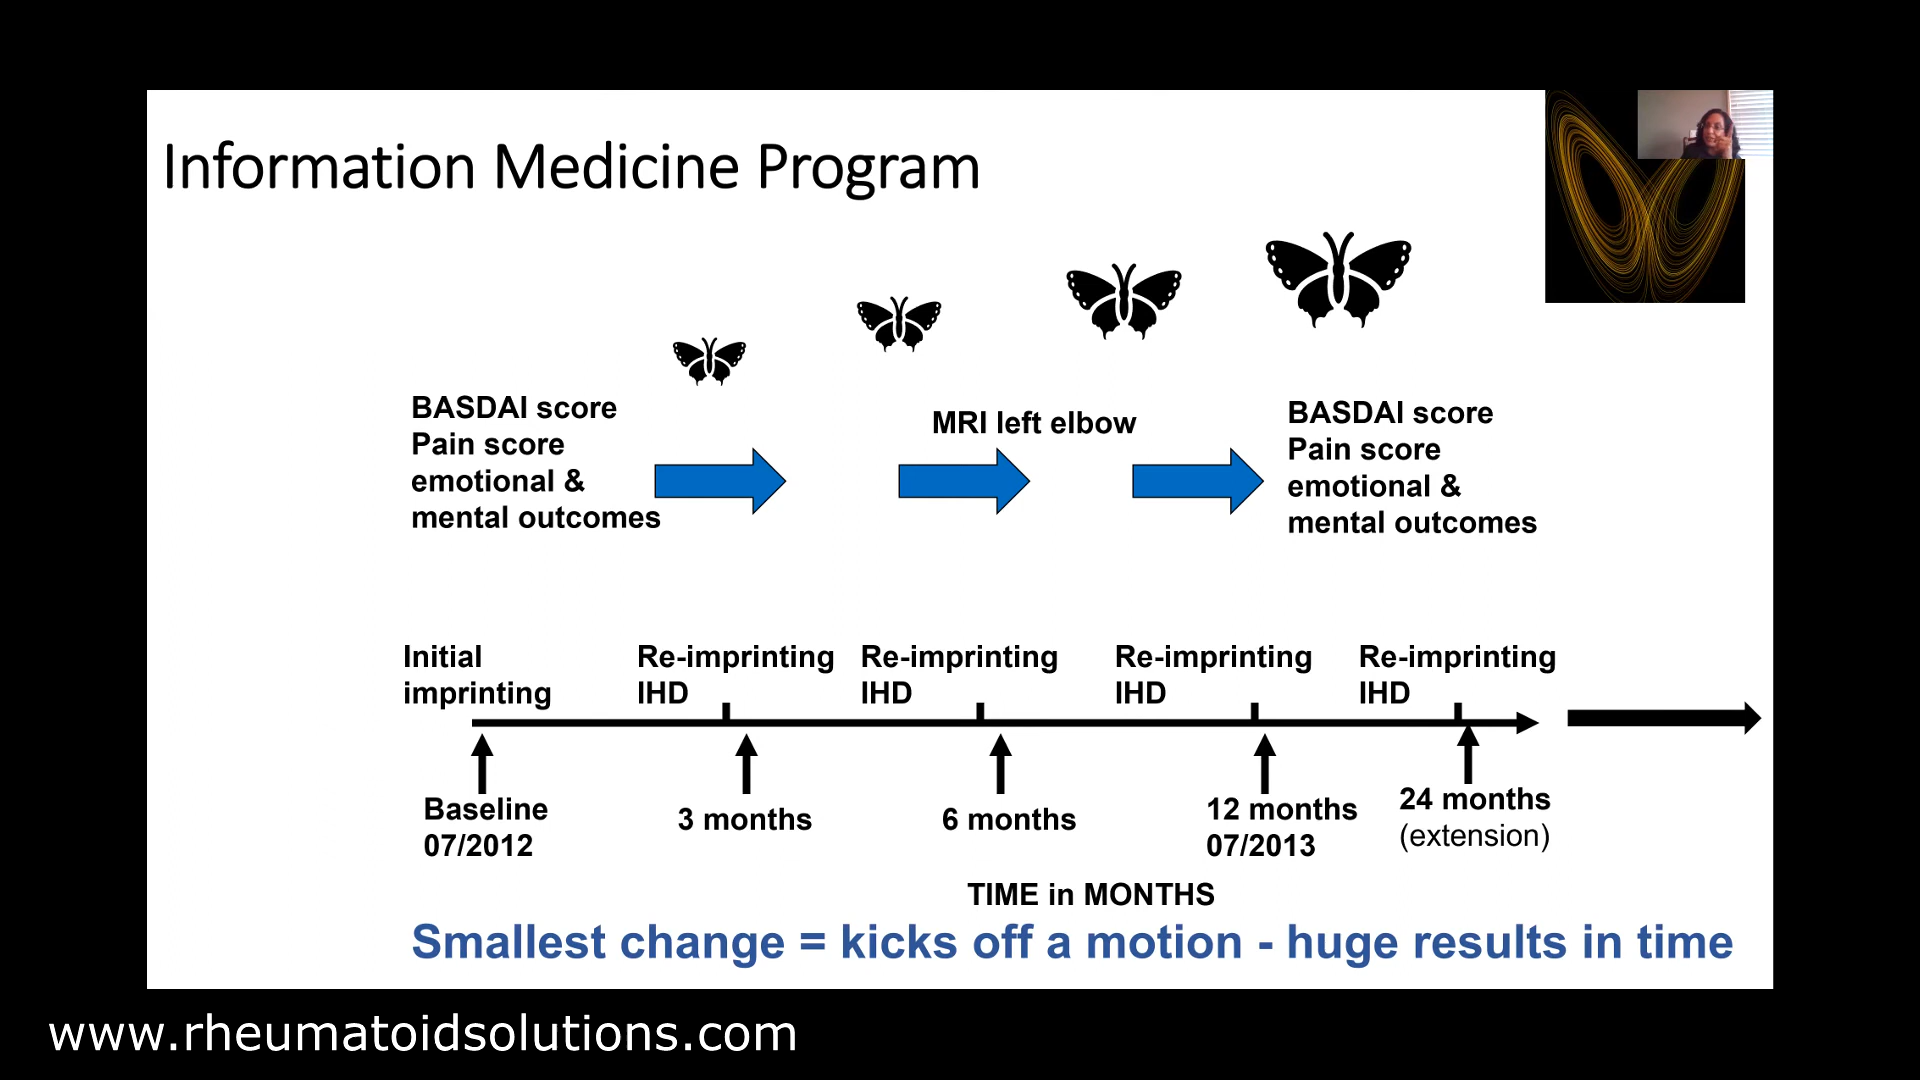 Information Medicine Program
BASDAI score
Pain score
emotional &
mental outcomes
MRI left elbow
BASDAI score
Pain score
emotional &
mental outcomes
Initial
imprinting
Re-imprinting
IHD
Re-imprinting
IHD
Re-imprinting
IHD
Re-imprinting
IHD
Baseline
07/2012
3 months
6 months
12 months
07/2013
24 months
(extension)
TIME in MONTHS
Smallest change = kicks off a motion - huge results in time
www.rheumatoidsolutions.com